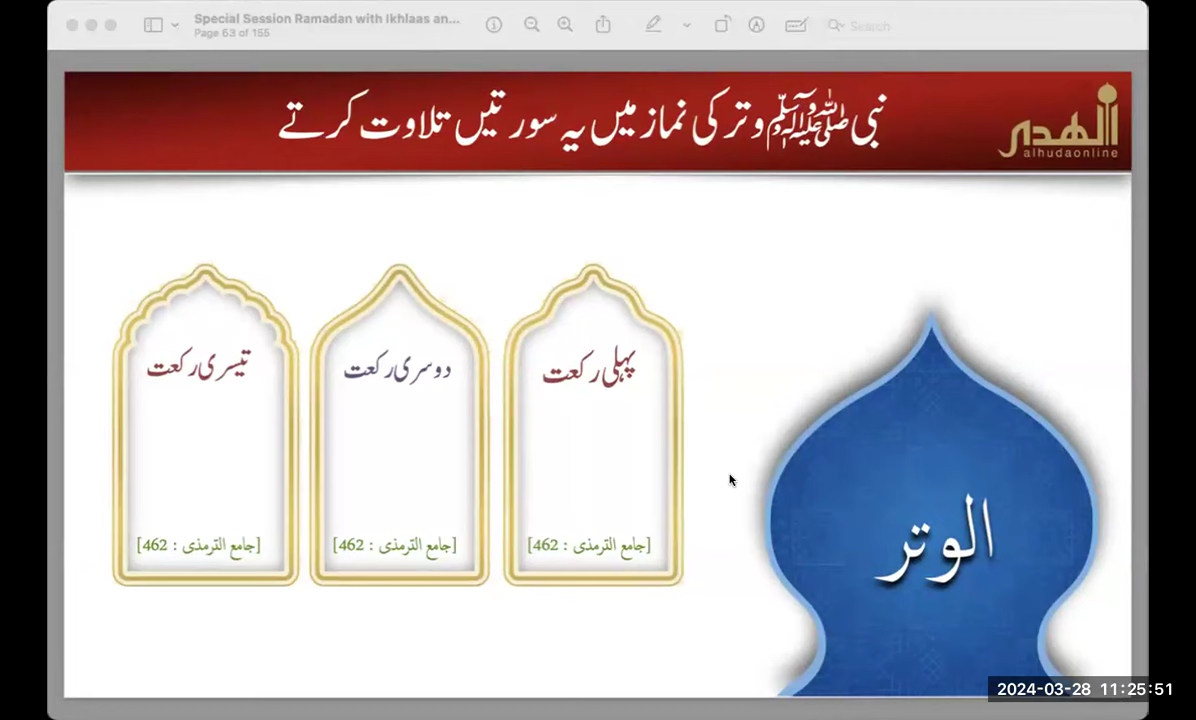 Special Session Ramadan with Ikhlaas an...
Page 63 of 155
Search
الهدى
alhudaonline
نبی ﷺ وتر کی نماز میں یہ سورتیں تلاوت کرتے
پہلی رکعت
[جامع الترمذی : 462]
دوسری رکعت
[جامع الترمذی : 462]
تیسری رکعت
[جامع الترمذی : 462]
الوتر
2024-03-28 11:25:51